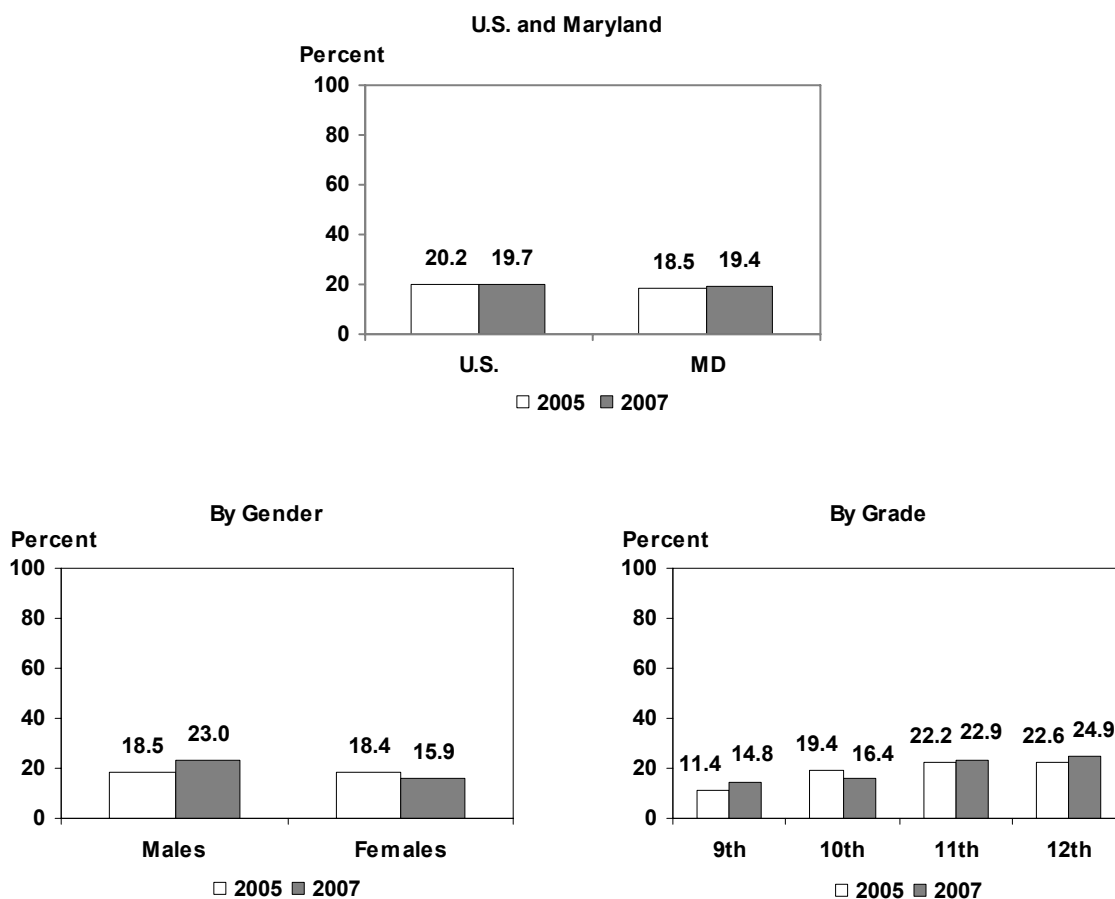 U.S. and Maryland
Percent
100
80
60
40
20
0
20.2 19.7 18.5 19.4
U.S. MD
2005 2007
By Gender
Percent
100
80
60
40
20
0
18.5 23.0 18.4 15.9
Males Females
2005 2007
By Grade
Percent
100
80
60
40
20
0
11.4 14.8 19.4 16.4 22.2 22.9 22.6 24.9
9th 10th 11th 12th
2005 2007